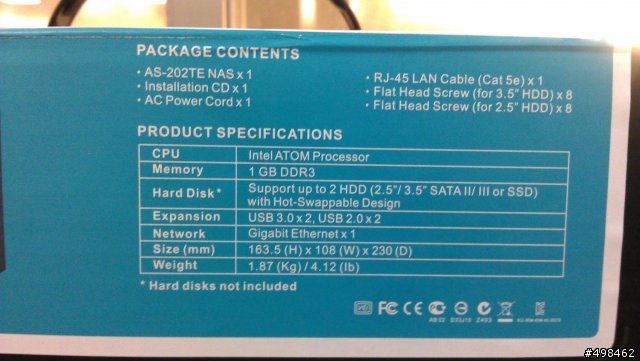 PACKAGE CONTENTS
· AS-202TE NAS x 1
· Installation CD x 1
· AC Power Cord x 1
· RJ-45 LAN Cable (Cat 5e) x 1
· Flat Head Screw (for 3.5" HDD) x 8
· Flat Head Screw (for 2.5" HDD) x 8
PRODUCT SPECIFICATIONS
CPU Intel ATOM Processor
Memory 1 GB DDR3
Hard Disk* Support up to 2 HDD (2.5"/ 3.5" SATA II/ III or SSD)
with Hot-Swappable Design
Expansion USB 3.0 x 2, USB 2.0 x 2
Network Gigabit Ethernet x 1
Size (mm) 163.5 (H) x 108 (W) x 230 (D)
Weight 1.87 (Kg) / 4.12 (lb)
* Hard disks not included
FC CE
Z493
#498462